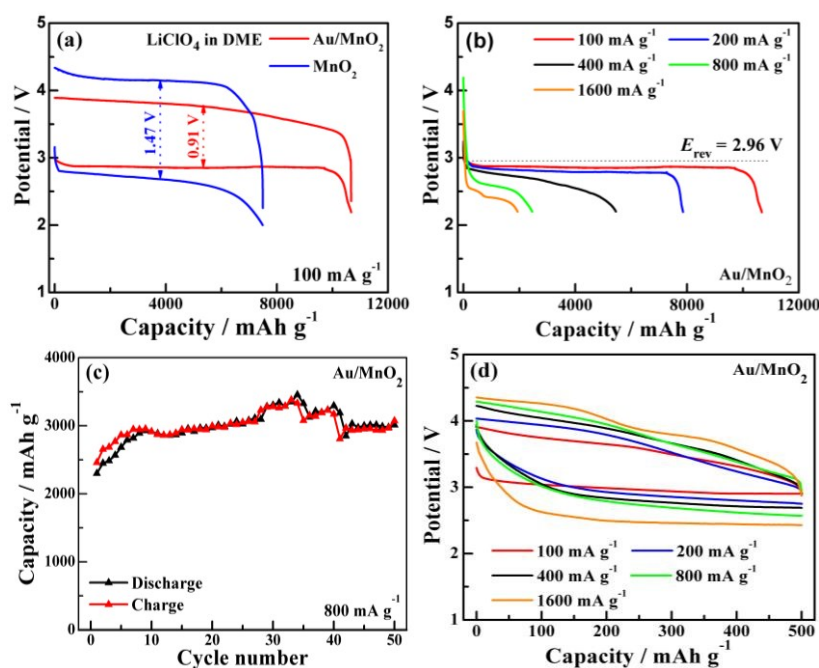 (a)
LiClO4 in DME
Au/MnO2
MnO2
1.47 V
0.91 V
100 mA g-1
5
4
3
2
1
0
4000
8000
12000
Potential / V
Capacity / mAh g-1
(b)
100 mA g-1
200 mA g-1
400 mA g-1
800 mA g-1
1600 mA g-1
Erev = 2.96 V
Au/MnO2
5
4
3
2
1
0
4000
8000
12000
Potential / V
Capacity / mAh g-1
(c)
Au/MnO2
Discharge
Charge
800 mA g-1
4000
3000
2000
1000
0
0
10
20
30
40
50
Capacity / mAh g-1
Cycle number
(d)
Au/MnO2
100 mA g-1
200 mA g-1
400 mA g-1
800 mA g-1
1600 mA g-1
5
4
3
2
1
0
100
200
300
400
500
Potential / V
Capacity / mAh g-1